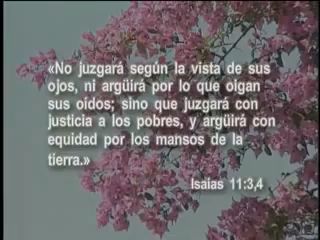 «No juzgará según la vista de sus
ojos, ni argüirá por lo que oigan
sus oídos; sino que juzgará con
justicia a los pobres, y argüirá con
equidad por los mansos de la
tierra.»
Isaias 11:3,4